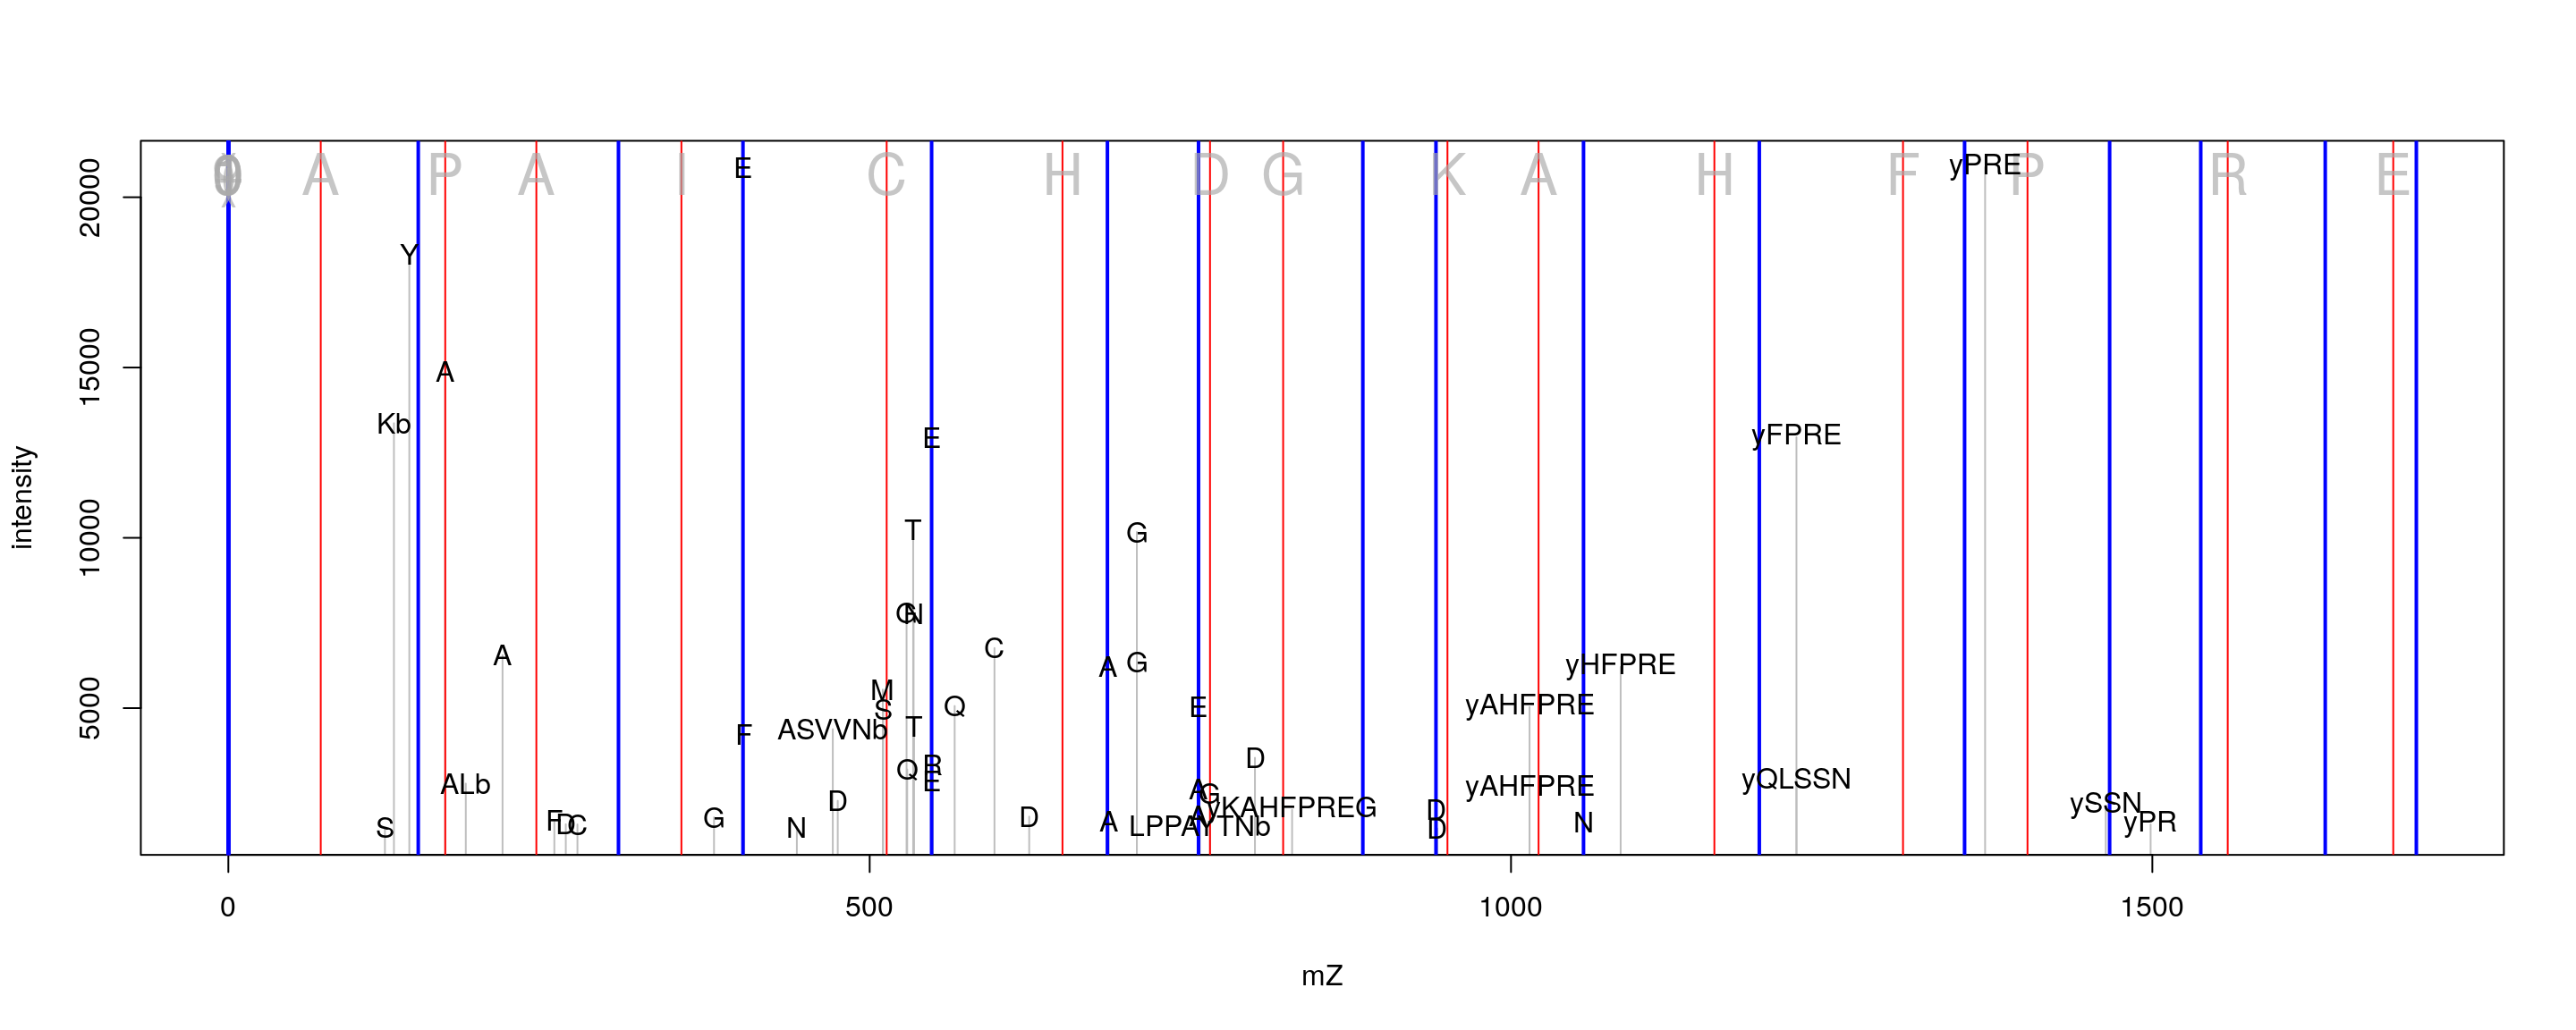 A P A I C H D G K A H F P R E
E
yPRE
Y
A
Kb
yFPRE
E
T
G
G
N
C
A
A
G
yHFPRE
M
S
Q
E
yAHFPRE
F
ASVVNb
T
D
ALb
Q
R
E
yAHFPRE
yQLSSN
D
A
G
yKAHFPREG
D
ySSN
S
F
D
C
G
N
D
A
A
LPPAYTNb
D
N
yPR
20000
15000
10000
5000
intensity
0 500 1000 1500
mZ